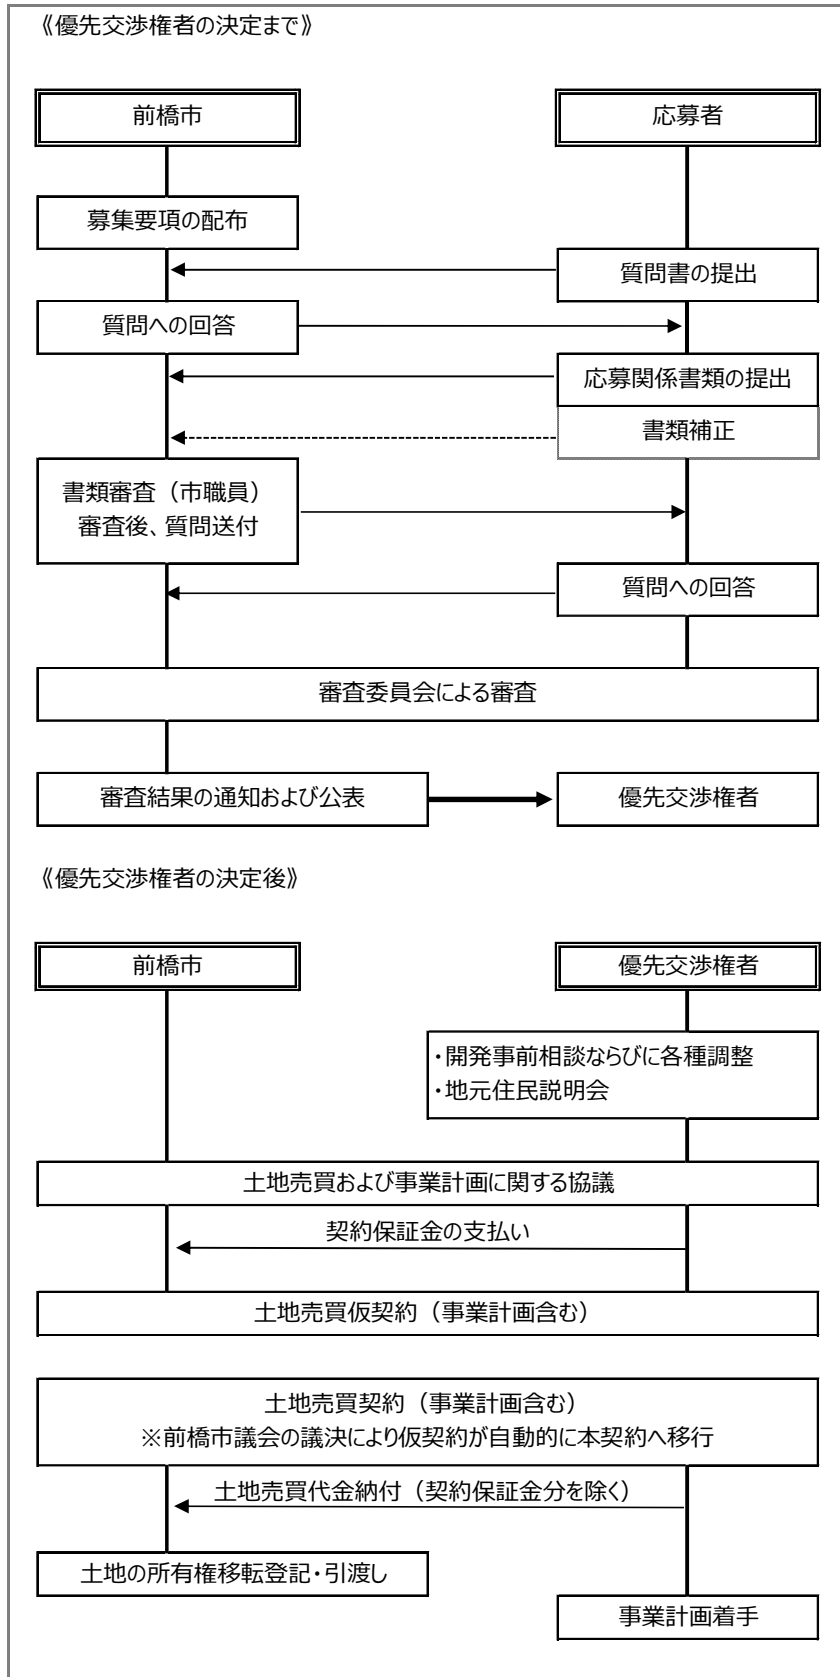 《優先交渉権者の決定まで》
前橋市
応募者
募集要項の配布
質問書の提出
質問への回答
応募関係書類の提出
書類補正
書類審査（市職員）
審査後、質問送付
質問への回答
審査委員会による審査
審査結果の通知および公表
優先交渉権者
《優先交渉権者の決定後》
前橋市
優先交渉権者
・開発事前相談ならびに各種調整
・地元住民説明会
土地売買および事業計画に関する協議
契約保証金の支払い
土地売買仮契約（事業計画含む）
土地売買契約（事業計画含む）
※前橋市議会の議決により仮契約が自動的に本契約へ移行
土地売買代金納付（契約保証金分を除く）
土地の所有権移転登記・引渡し
事業計画着手